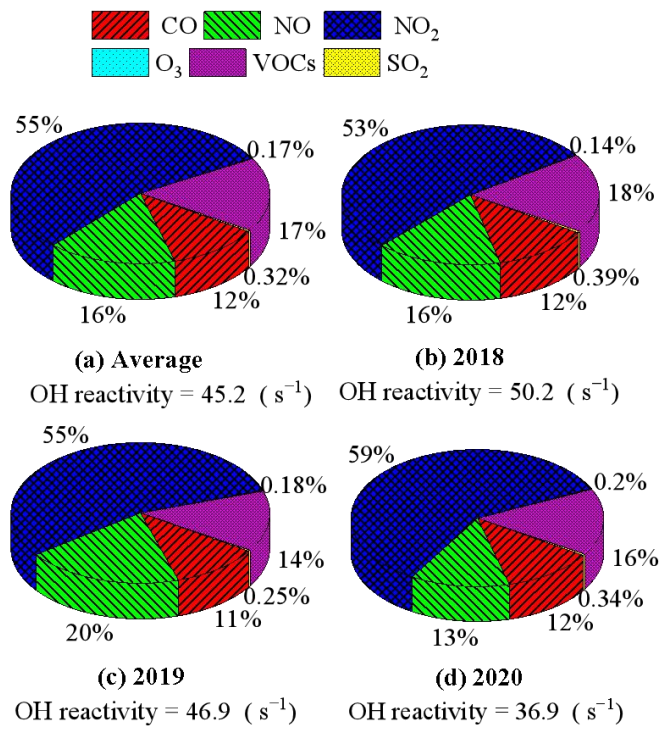 CO NO NO₂
O₃ VOCs SO₂
55% 53%
0.17% 0.14%
17% 18%
0.32% 0.39%
16% 12% 16% 12%
(a) Average (b) 2018
OH reactivity = 45.2 ( s⁻¹) OH reactivity = 50.2 ( s⁻¹)
55% 59%
0.18% 0.2%
14% 16%
0.25% 0.34%
20% 11% 13% 12%
(c) 2019 (d) 2020
OH reactivity = 46.9 ( s⁻¹) OH reactivity = 36.9 ( s⁻¹)